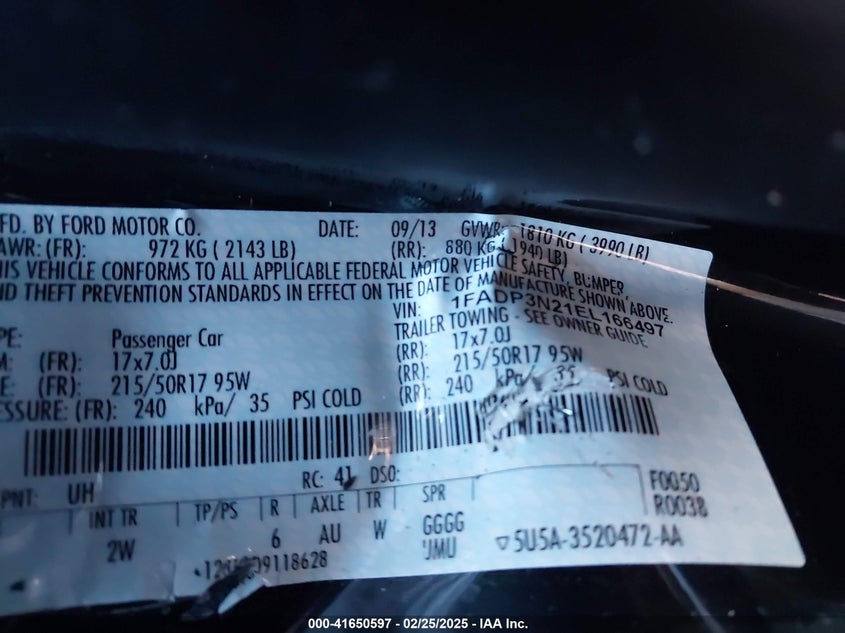 FD. BY FORD MOTOR CO. DATE: 09/13 GVWR: 1810 KG ( 3990 LB)
AWR: (FR): 972 KG ( 2143 LB) (RR): 880 KG ( 1940 LB)
HIS VEHICLE CONFORMS TO ALL APPLICABLE FEDERAL MOTOR VEHICLE SAFETY, BUMPER,
ND THEFT PREVENTION STANDARDS IN EFFECT ON THE DATE OF MANUFACTURE SHOWN ABOVE.
VIN: 1FADP3N21EL166497
PE: Passenger Car TRAILER TOWING - SEE OWNER GUIDE
M: (FR): 17x7.0J (RR): 17x7.0J
E: (FR): 215/50R17 95W (RR): 215/50R17 95W
SSURE: (FR): 240 kPa/ 35 PSI COLD (RR): 240 kPa/ 35 PSI COLD
RC: 41 DSO: F0050
PNT: UH R0038
INT TR TP/PS R AXLE TR SPR
2W 6 AU W GGGG
JMU
5U5A-3520472-AA
000-41650597 - 02/25/2025 - IAA Inc.